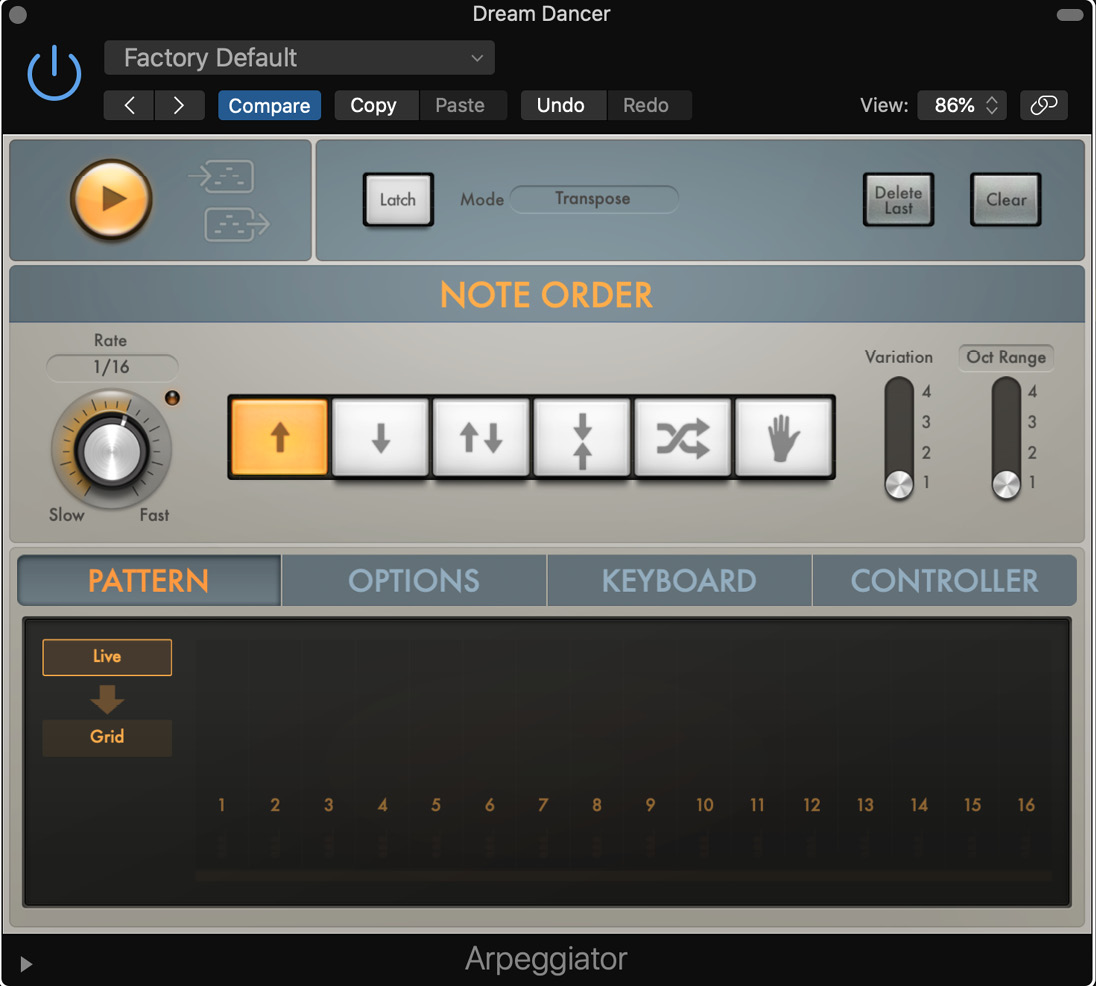 Dream Dancer
Factory Default
Compare Copy Paste Undo Redo View: 86%
Latch Mode Transpose Delete Last Clear
NOTE ORDER
Rate
1/16
Slow Fast
Variation Oct Range
4 4
3 3
2 2
1 1
PATTERN OPTIONS KEYBOARD CONTROLLER
Live
Grid
1 2 3 4 5 6 7 8 9 10 11 12 13 14 15 16
Arpeggiator